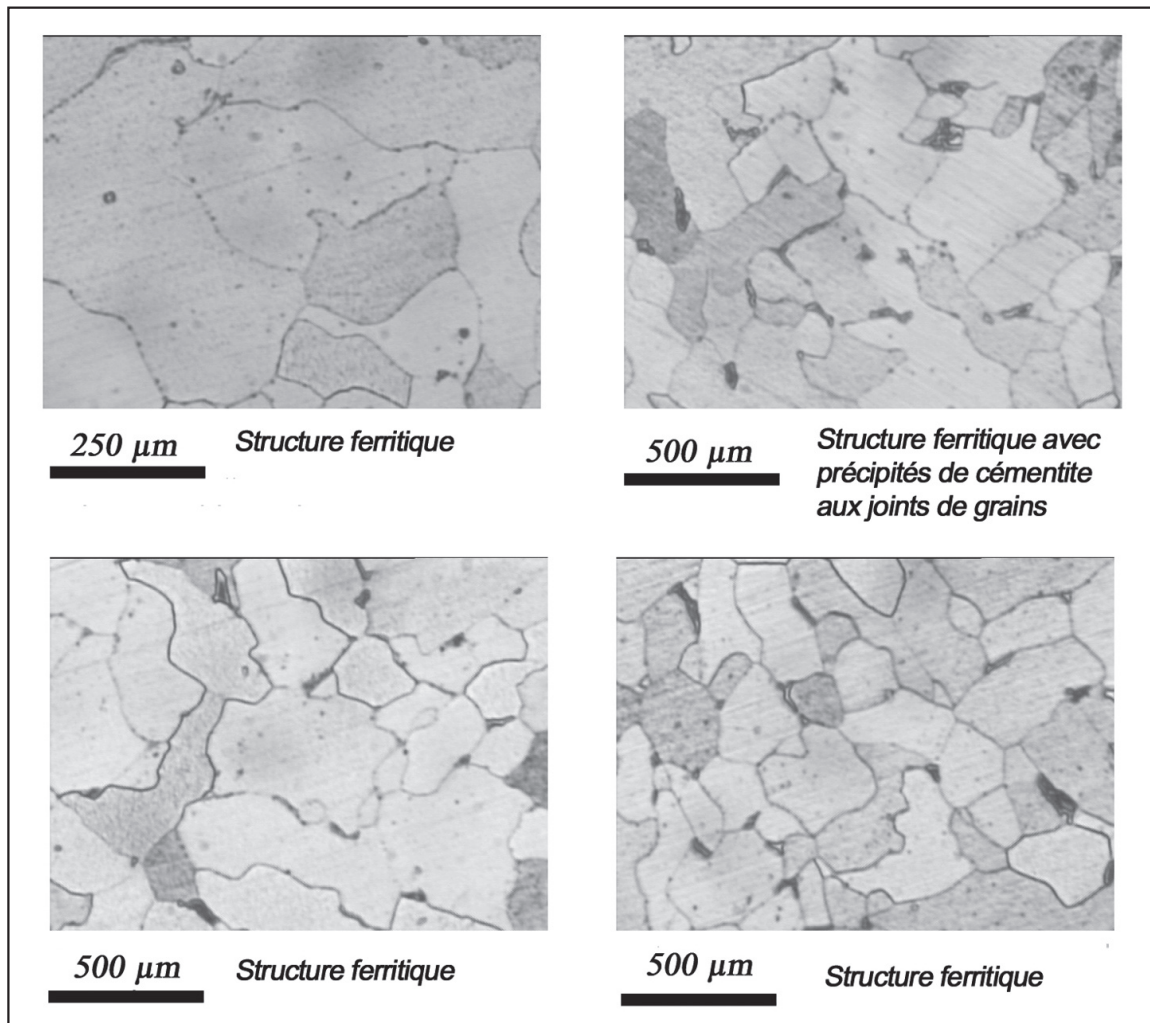 250 µm
Structure ferritique
500 µm
Structure ferritique avec
précipités de cémentite
aux joints de grains
500 µm
Structure ferritique
500 µm
Structure ferritique